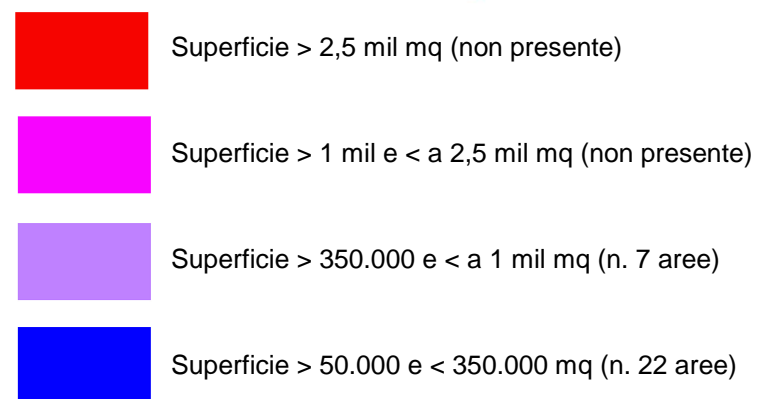 Superficie > 2,5 mil mq (non presente)
Superficie > 1 mil e < a 2,5 mil mq (non presente)
Superficie > 350.000 e < a 1 mil mq (n. 7 aree)
Superficie > 50.000 e < 350.000 mq (n. 22 aree)